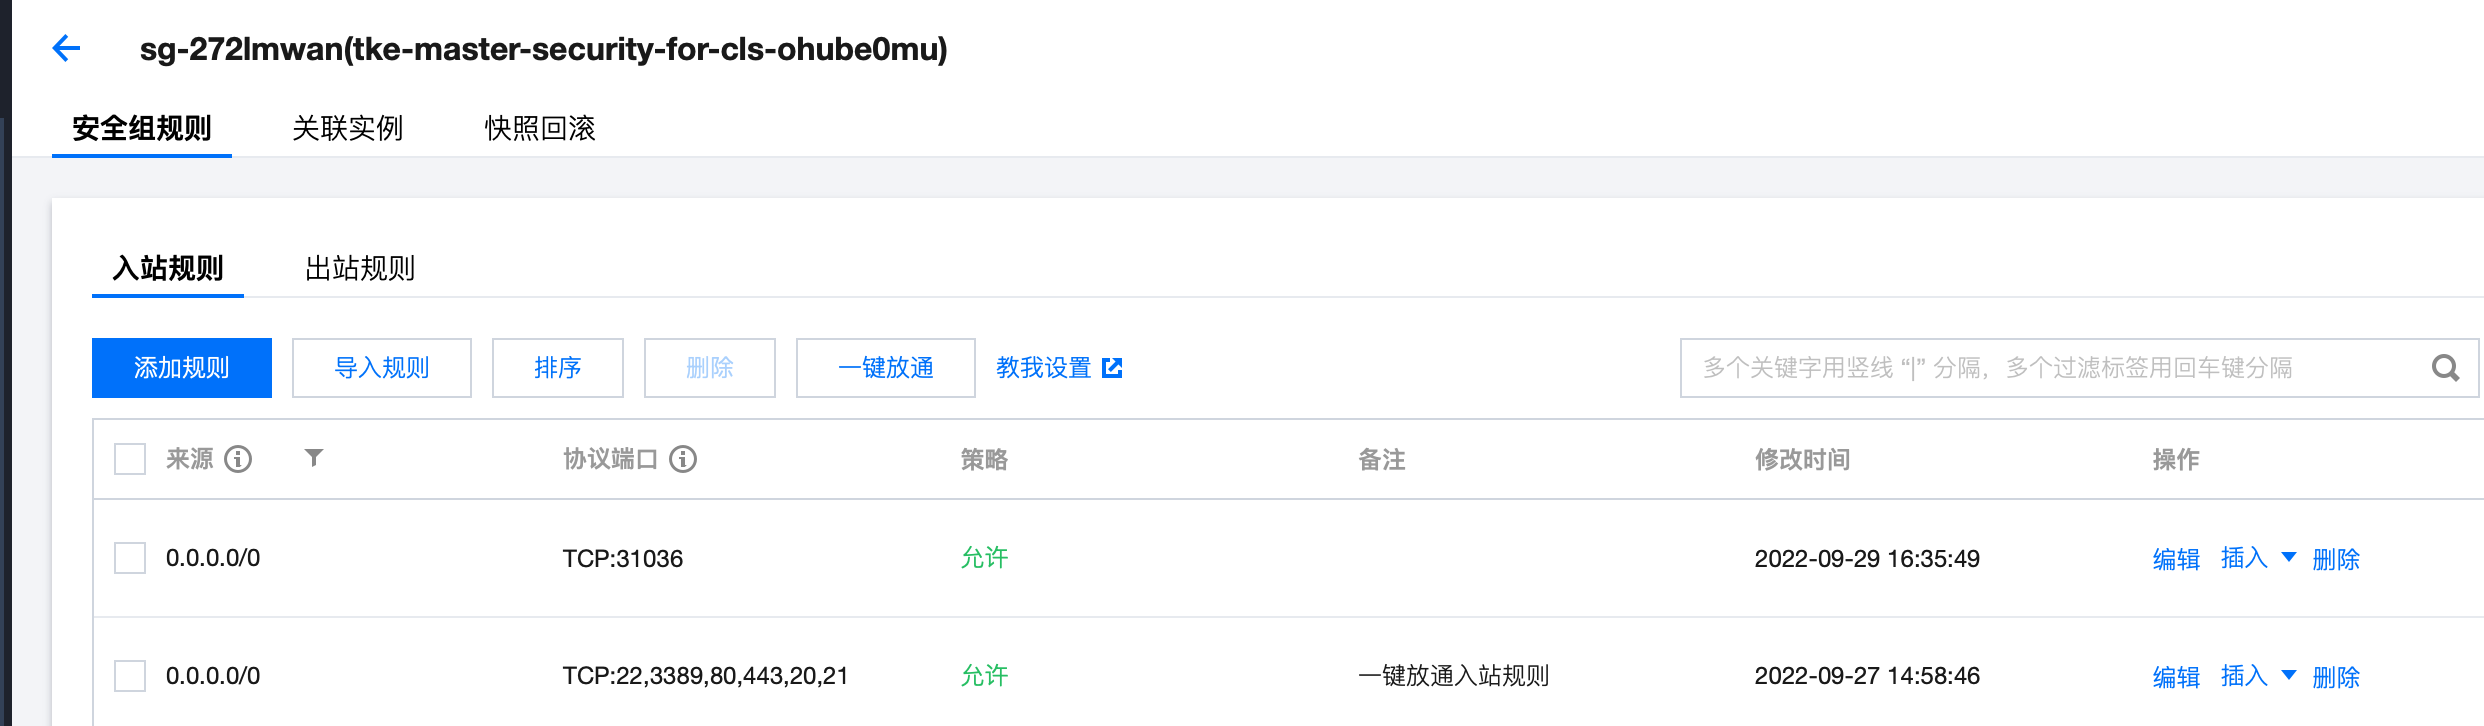 sg-272lmwan(tke-master-security-for-cls-ohube0mu)
安全组规则 关联实例 快照回滚
入站规则 出站规则
添加规则 导入规则 排序 删除 一键放通 教我设置 多个关键字用竖线 “|” 分隔，多个过滤标签用回车键分隔
来源 协议端口 策略 备注 修改时间 操作
0.0.0.0/0 TCP:31036 允许 2022-09-29 16:35:49 编辑 插入 删除
0.0.0.0/0 TCP:22,3389,80,443,20,21 允许 一键放通入站规则 2022-09-27 14:58:46 编辑 插入 删除